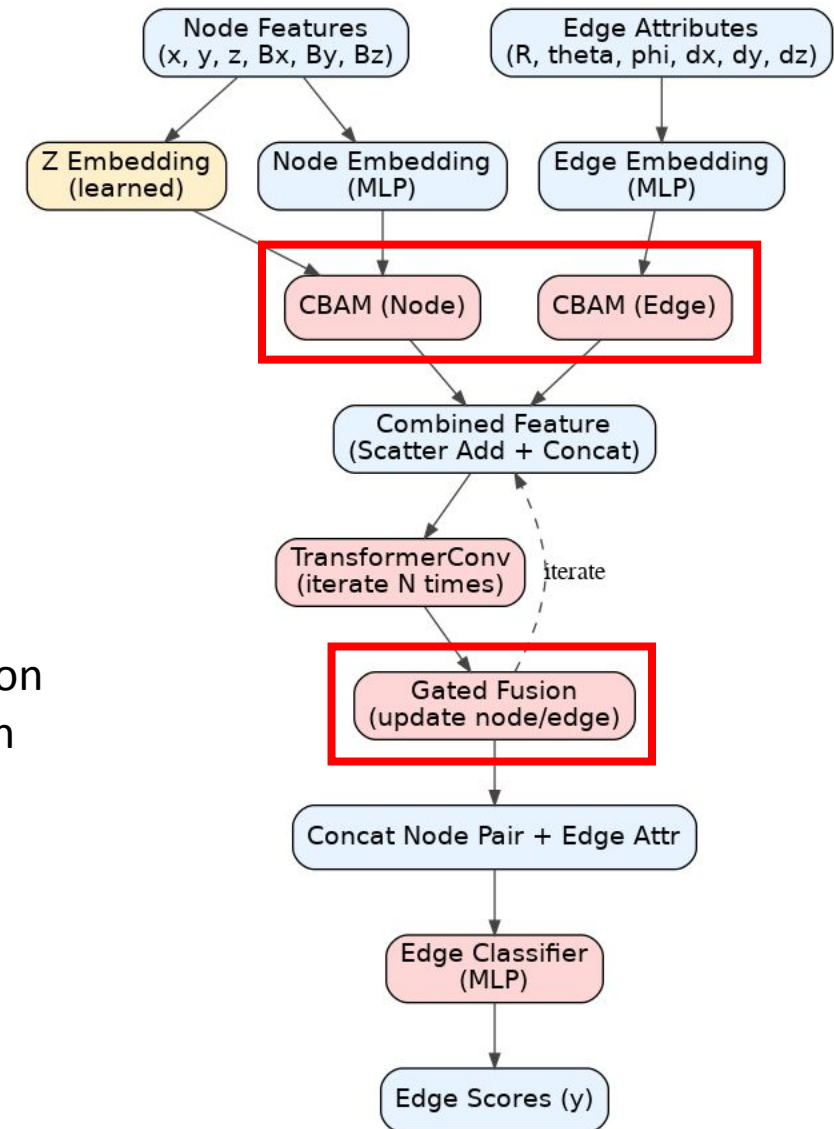 Node Features
(x, y, z, Bx, By, Bz)
Edge Attributes
(R, theta, phi, dx, dy, dz)
Z Embedding
(learned)
Node Embedding
(MLP)
Edge Embedding
(MLP)
CBAM (Node)
CBAM (Edge)
Combined Feature
(Scatter Add + Concat)
TransformerConv
(iterate N times)
iterate
on
Gated Fusion
(update node/edge)
Concat Node Pair + Edge Attr
Edge Classifier
(MLP)
Edge Scores (y)